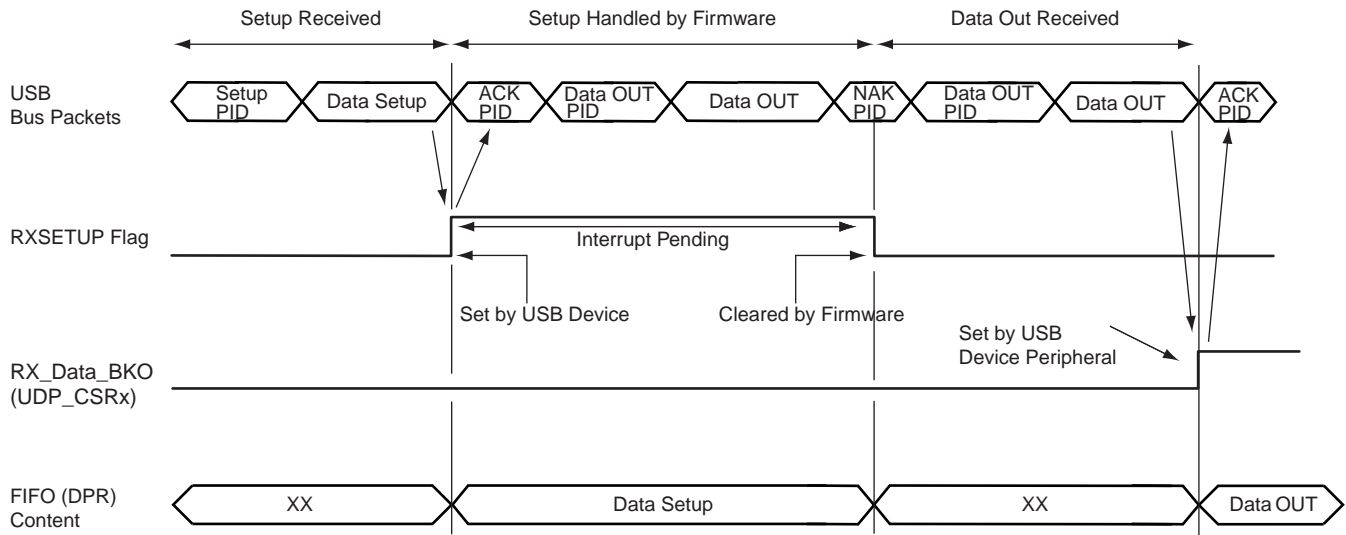 Setup Received
Setup Handled by Firmware
Data Out Received
USB
Bus Packets
Setup
PID
Data Setup
ACK
PID
Data OUT
PID
Data OUT
NAK
PID
Data OUT
PID
Data OUT
ACK
PID
RXSETUP Flag
Interrupt Pending
Set by USB Device
Cleared by Firmware
Set by USB
Device Peripheral
RX_Data_BKO
(UDP_CSRx)
FIFO (DPR)
Content
XX
Data Setup
XX
Data OUT